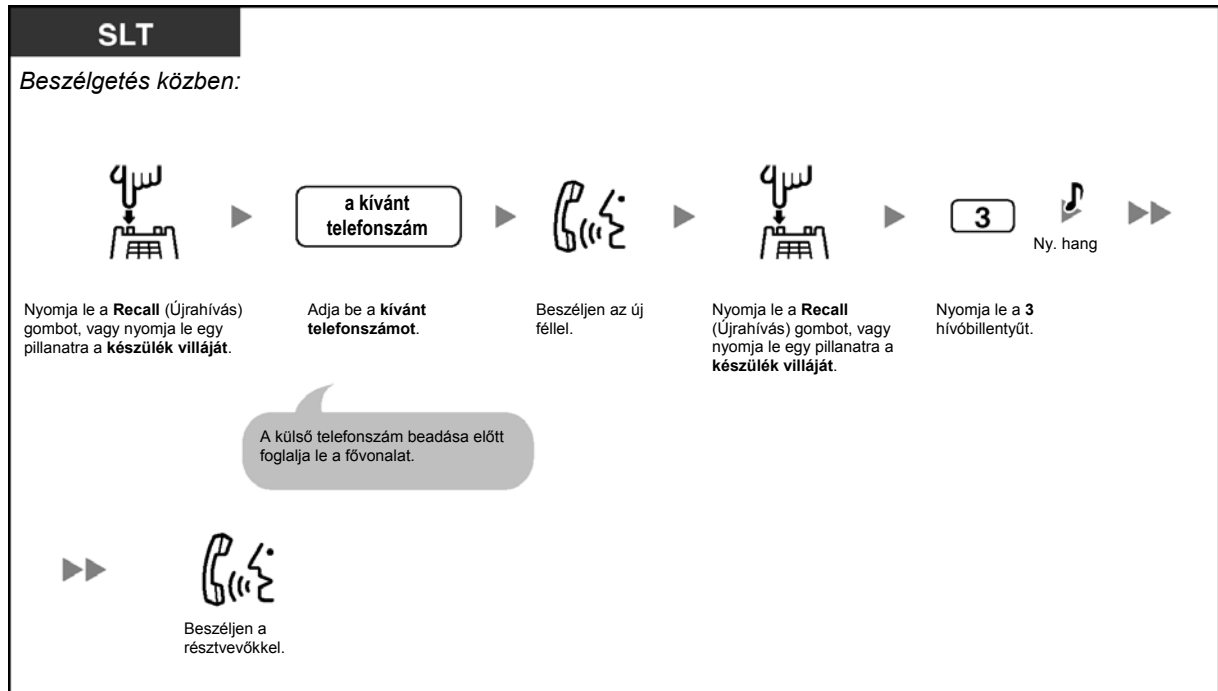 SLT
Beszélgetés közben:
a kívánt
telefonszám
3
Ny. hang
Nyomja le a Recall (Újrahívás)
gombot, vagy nyomja le egy
pillanatra a készülék villáját.
Adja be a kívánt
telefonszámot.
Beszéljen az új
féllel.
Nyomja le a Recall
(Újrahívás) gombot, vagy
nyomja le egy pillanatra a
készülék villáját.
Nyomja le a 3
hívóbillentyűt.
A külső telefonszám beadása előtt
foglalja le a fővonalat.
Beszéljen a
résztvevőkkel.